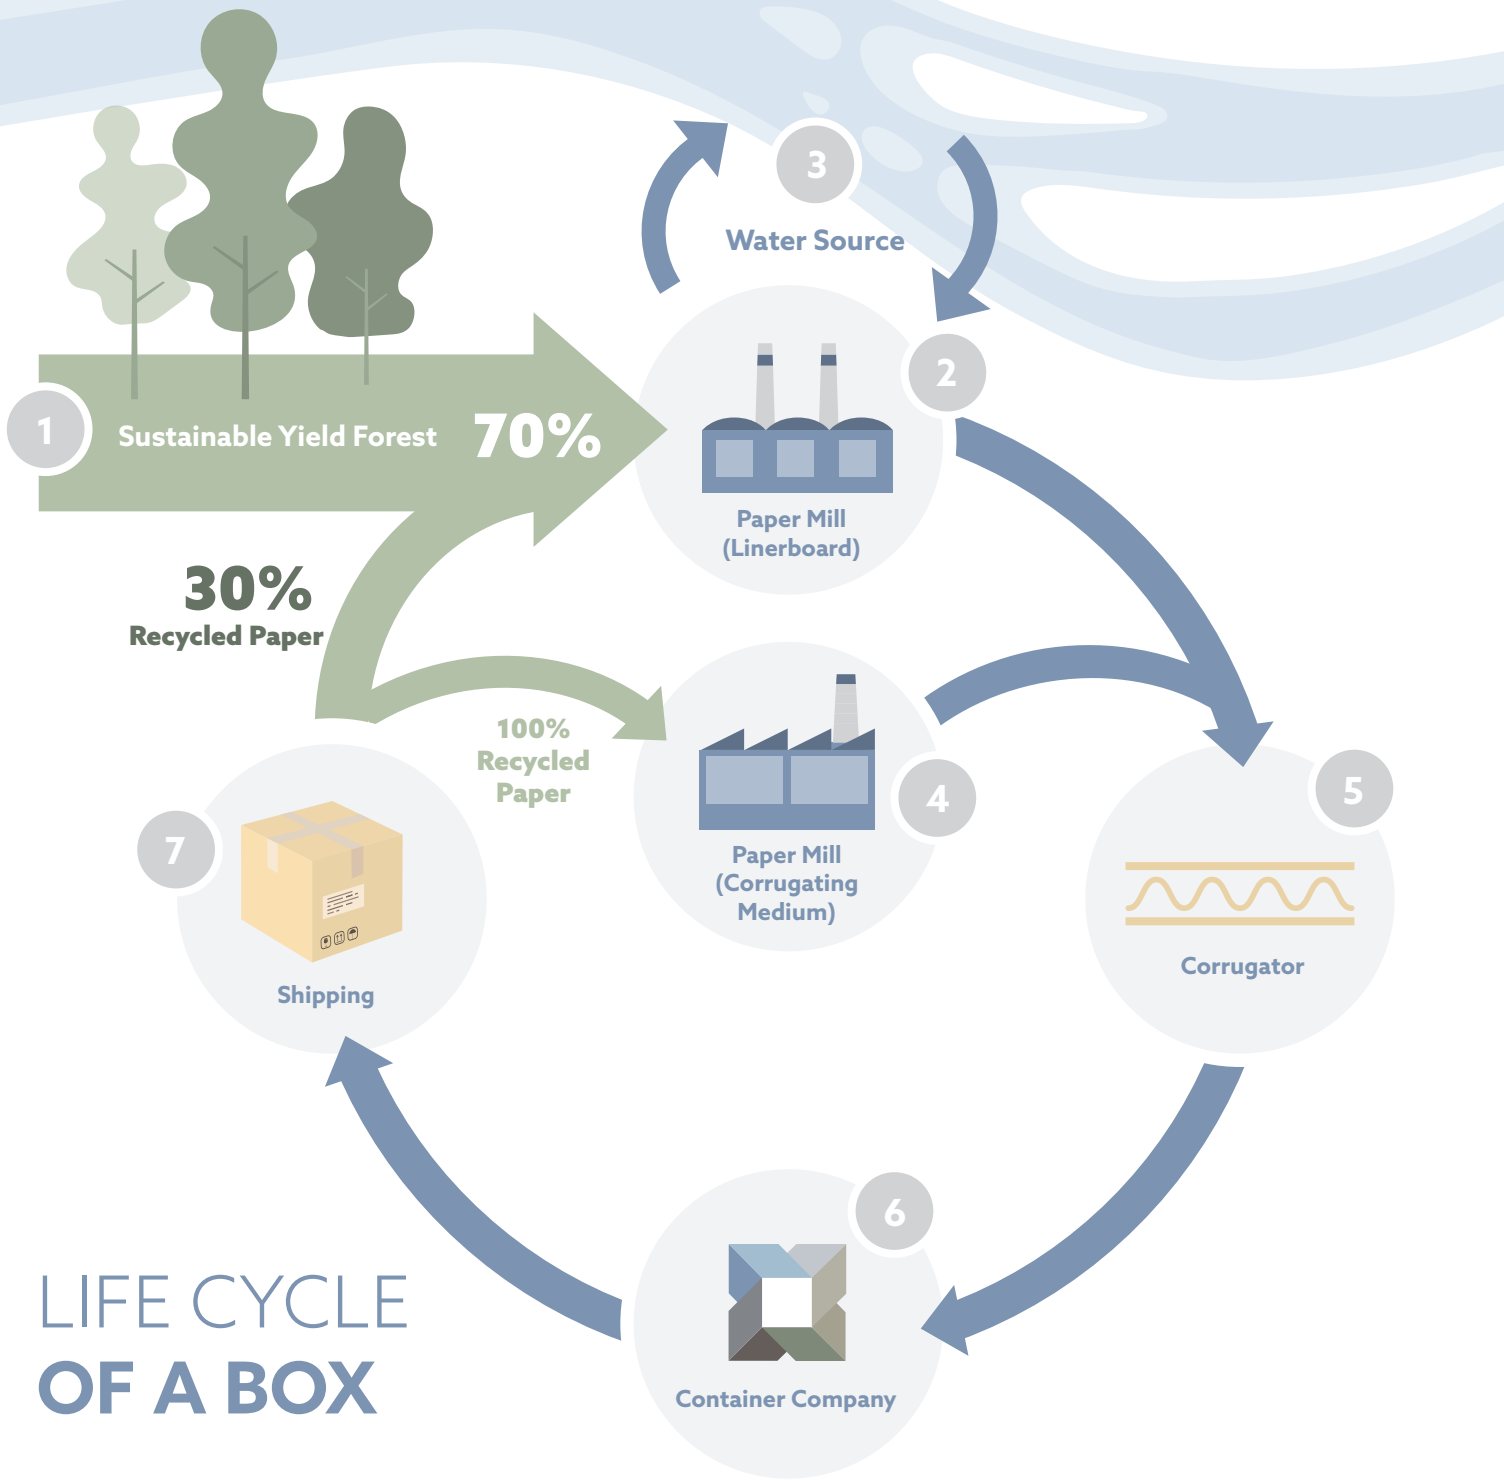 3
Water Source
2
1
Sustainable Yield Forest
70%
Paper Mill
(Linerboard)
30%
Recycled Paper
100%
Recycled
Paper
4
Paper Mill
(Corrugating
Medium)
5
Corrugator
7
Shipping
6
Container Company
LIFE CYCLE
OF A BOX